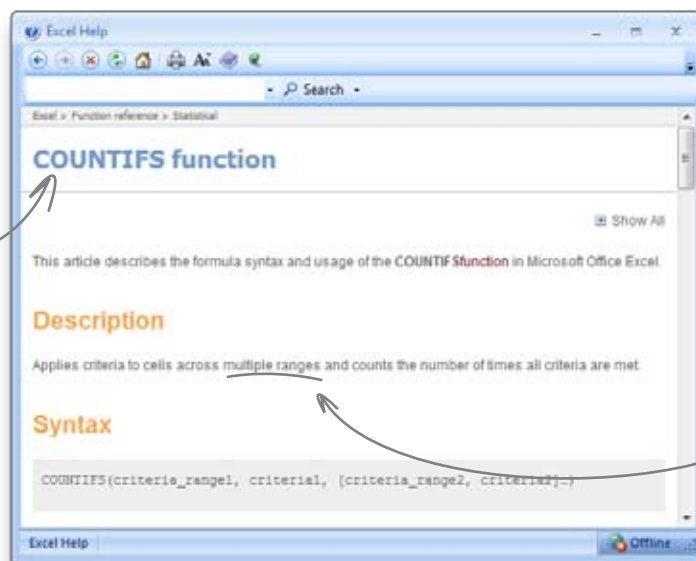 Excel Help
Search
Excel > Function reference > Statistical
COUNTIFS function
Show All
This article describes the formula syntax and usage of the COUNTIFSfunction in Microsoft Office Excel.
Description
Applies criteria to cells across multiple ranges and counts the number of times all criteria are met.
Syntax
COUNTIFS(criteria_range1, criteria1, [criteria_range2, criteria2]…)
Excel Help
Offline